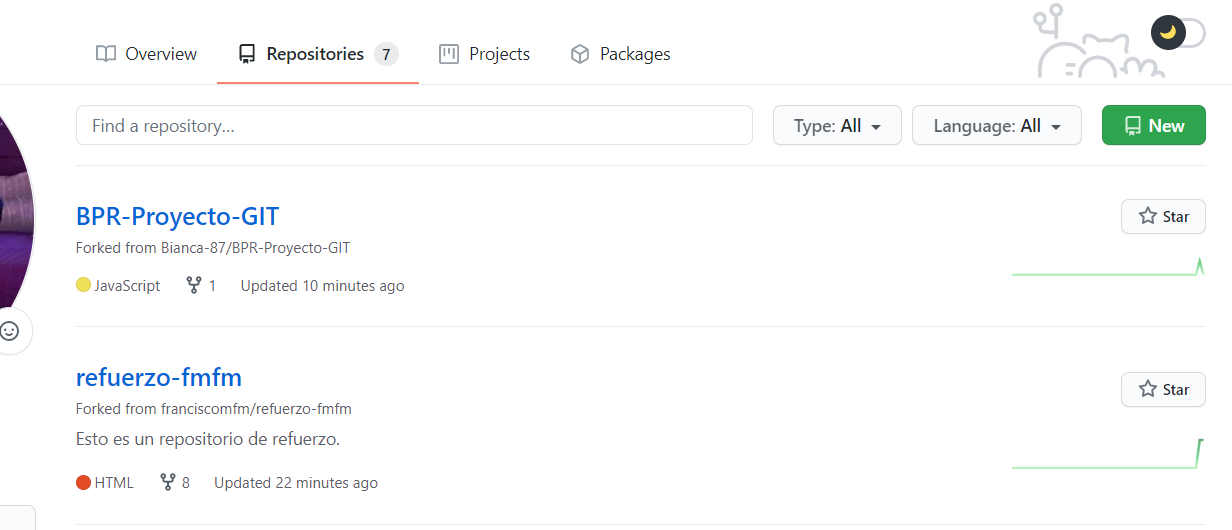 Overview Repositories 7 Projects Packages
Find a repository... Type: All Language: All New
BPR-Proyecto-GIT Star
Forked from Bianca-87/BPR-Proyecto-GIT
JavaScript 1 Updated 10 minutes ago
refuerzo-fmfm Star
Forked from franciscomfm/refuerzo-fmfm
Esto es un repositorio de refuerzo.
HTML 8 Updated 22 minutes ago